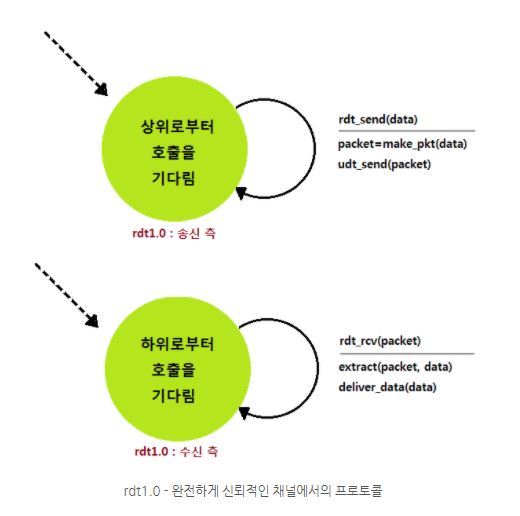 상위로부터
호출을
기다림
rdt_send(data)
packet=make_pkt(data)
udt_send(packet)
rdt1.0 : 송신 측
하위로부터
호출을
기다림
rdt_rcv(packet)
extract(packet, data)
deliver_data(data)
rdt1.0 : 수신 측
rdt1.0 - 완전하게 신뢰적인 채널에서의 프로토콜